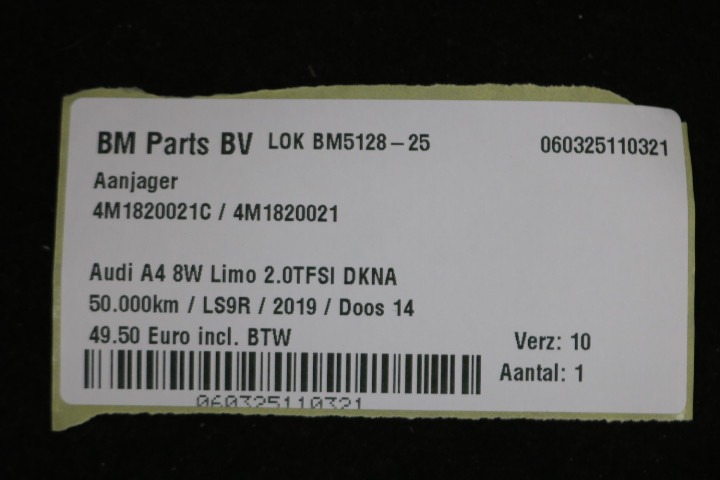 BM Parts BV LOK BM5128-25 060325110321
Aanjager
4M1820021C / 4M1820021
Audi A4 8W Limo 2.0TFSI DKNA
50.000km / LS9R / 2019 / Doos 14
49.50 Euro incl. BTW
Verz: 10
Aantal: 1
060325110321